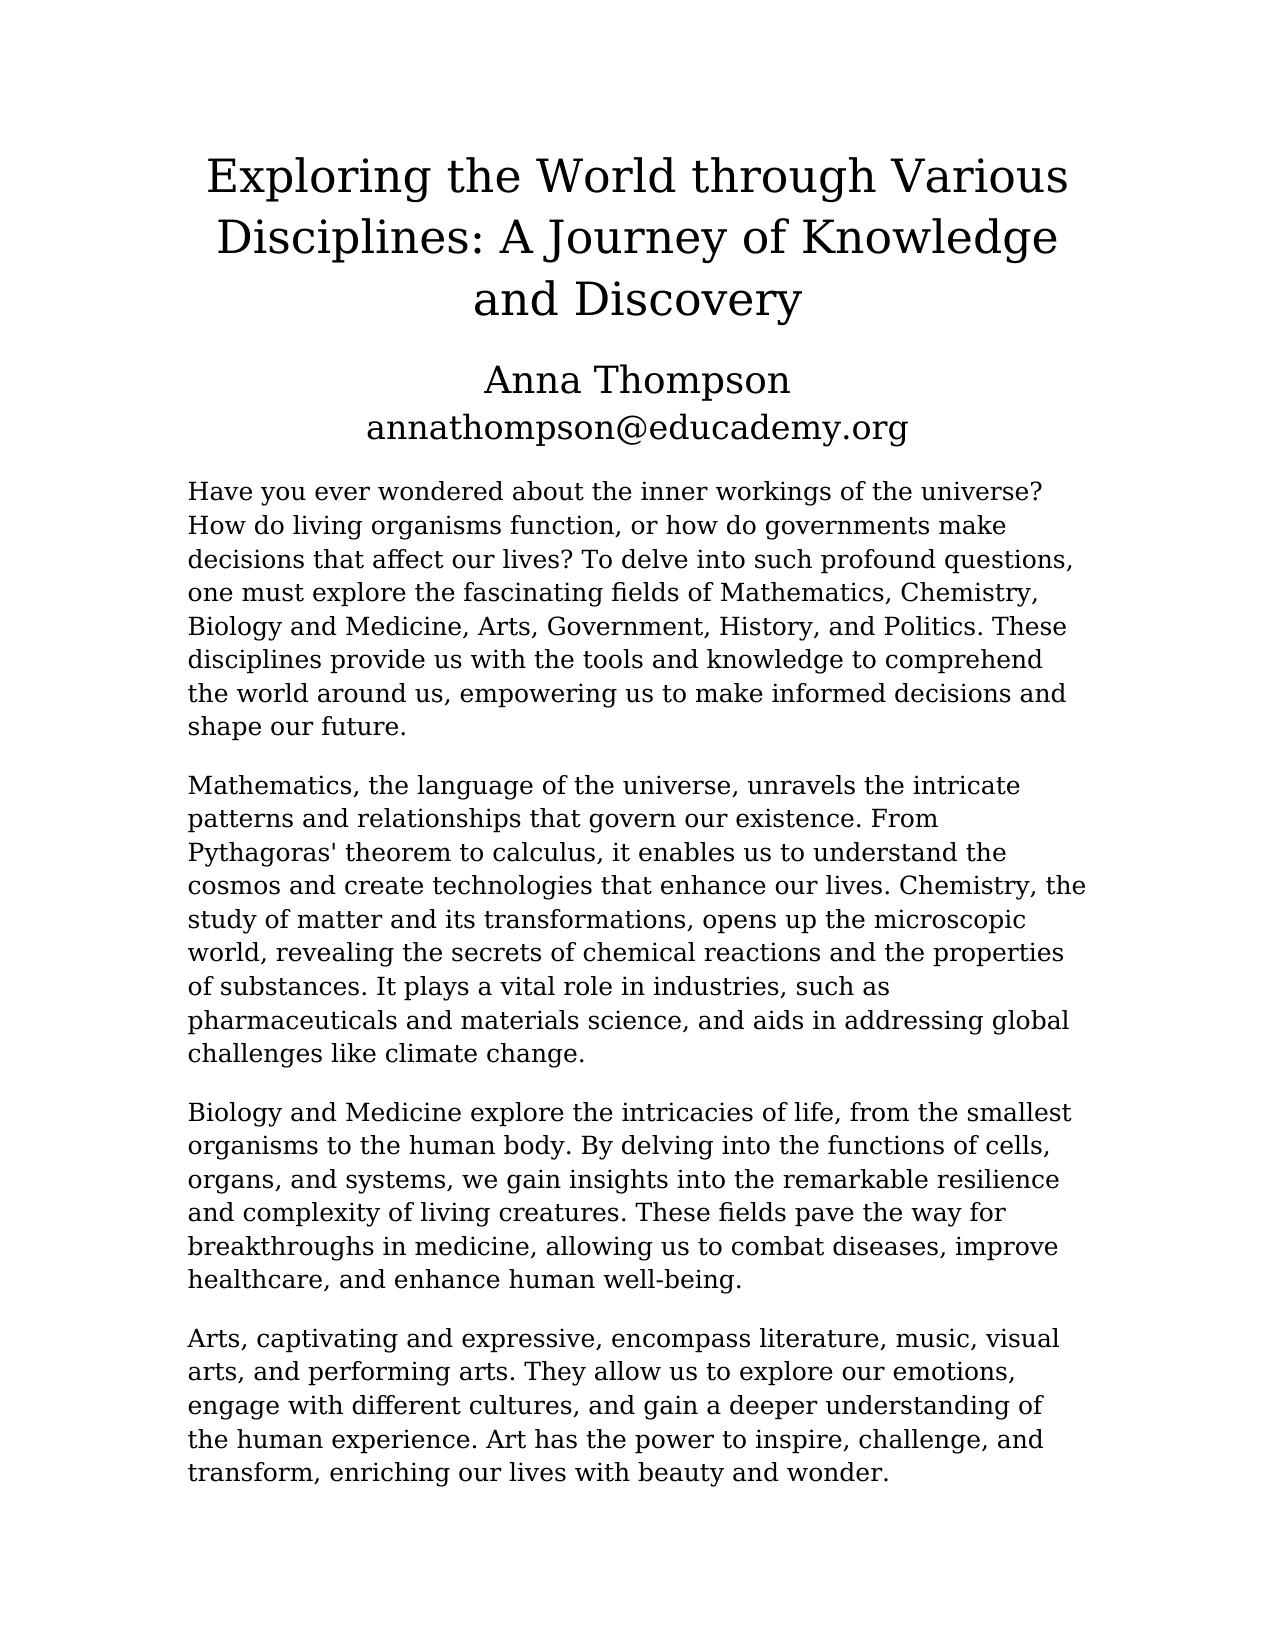 Exploring the World through Various
Disciplines: A Journey of Knowledge
and Discovery
Anna Thompson
annathompson@educademy.org
Have you ever wondered about the inner workings of the universe?
How do living organisms function, or how do governments make
decisions that affect our lives? To delve into such profound questions,
one must explore the fascinating fields of Mathematics, Chemistry,
Biology and Medicine, Arts, Government, History, and Politics. These
disciplines provide us with the tools and knowledge to comprehend
the world around us, empowering us to make informed decisions and
shape our future.
Mathematics, the language of the universe, unravels the intricate
patterns and relationships that govern our existence. From
Pythagoras' theorem to calculus, it enables us to understand the
cosmos and create technologies that enhance our lives. Chemistry, the
study of matter and its transformations, opens up the microscopic
world, revealing the secrets of chemical reactions and the properties
of substances. It plays a vital role in industries, such as
pharmaceuticals and materials science, and aids in addressing global
challenges like climate change.
Biology and Medicine explore the intricacies of life, from the smallest
organisms to the human body. By delving into the functions of cells,
organs, and systems, we gain insights into the remarkable resilience
and complexity of living creatures. These fields pave the way for
breakthroughs in medicine, allowing us to combat diseases, improve
healthcare, and enhance human well-being.
Arts, captivating and expressive, encompass literature, music, visual
arts, and performing arts. They allow us to explore our emotions,
engage with different cultures, and gain a deeper understanding of
the human experience. Art has the power to inspire, challenge, and
transform, enriching our lives with beauty and wonder.